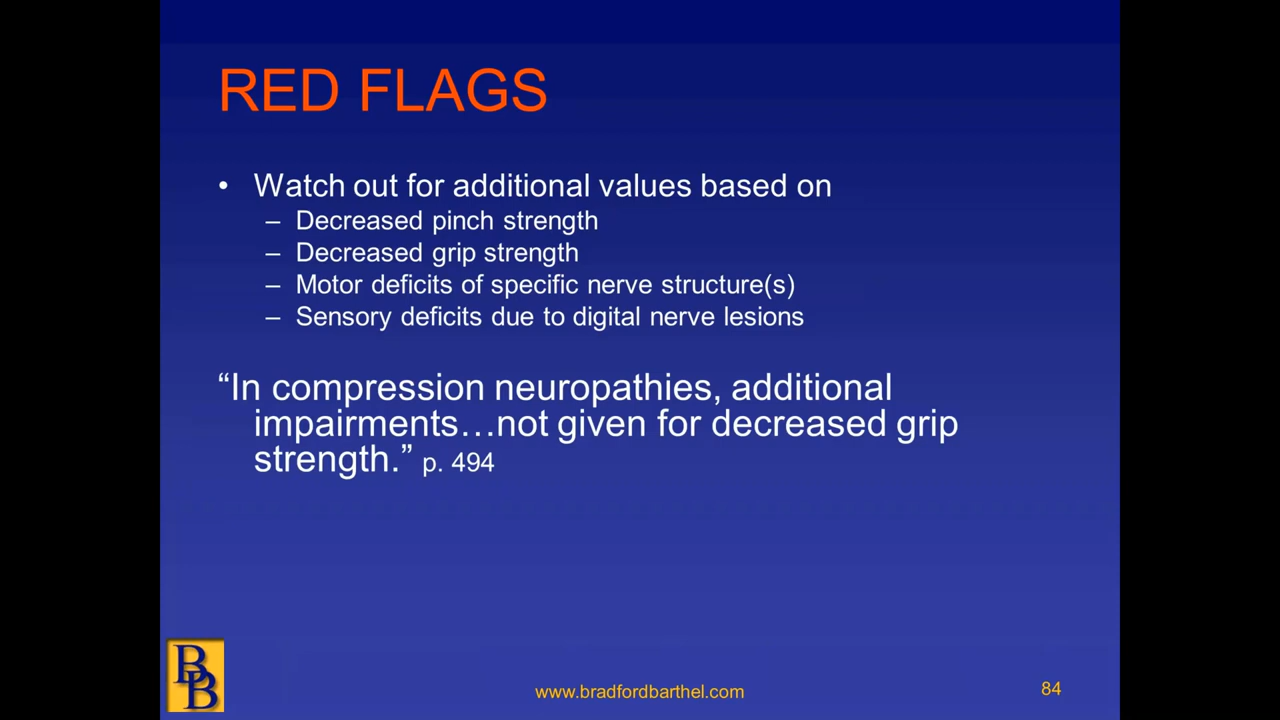 RED FLAGS
• Watch out for additional values based on
– Decreased pinch strength
– Decreased grip strength
– Motor deficits of specific nerve structure(s)
– Sensory deficits due to digital nerve lesions
“In compression neuropathies, additional
impairments…not given for decreased grip
strength.” p. 494
BB
www.bradfordbarthel.com
84